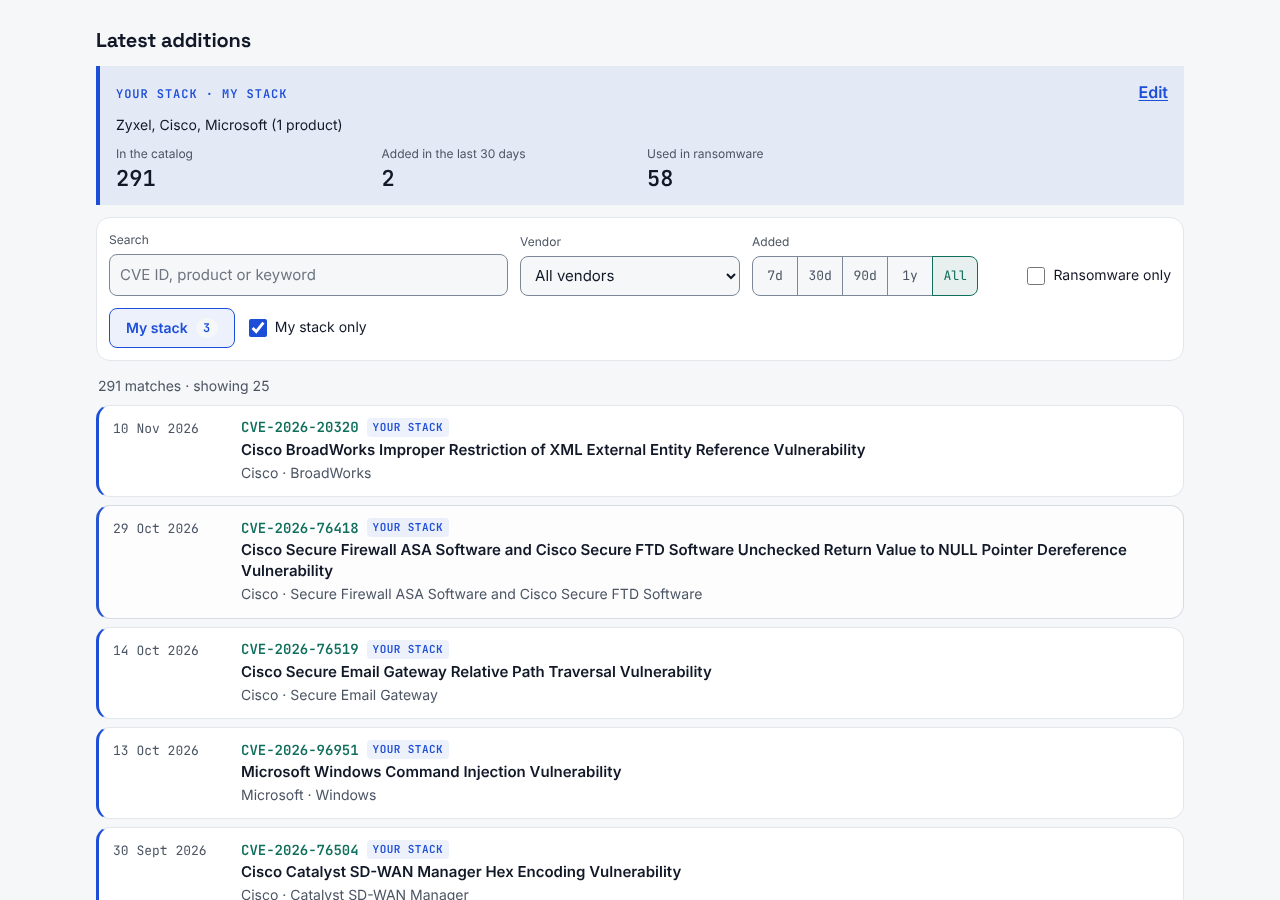 Latest additions
YOUR STACK · MY STACK
Edit
Zyxel, Cisco, Microsoft (1 product)
In the catalog
291
Added in the last 30 days
2
Used in ransomware
58
Search
CVE ID, product or keyword
Vendor
All vendors
Added
7d 30d 90d 1y All
Ransomware only
My stack 3
My stack only
291 matches · showing 25
10 Nov 2026
CVE-2026-20320 YOUR STACK
Cisco BroadWorks Improper Restriction of XML External Entity Reference Vulnerability
Cisco · BroadWorks
29 Oct 2026
CVE-2026-76418 YOUR STACK
Cisco Secure Firewall ASA Software and Cisco Secure FTD Software Unchecked Return Value to NULL Pointer Dereference
Vulnerability
Cisco · Secure Firewall ASA Software and Cisco Secure FTD Software
14 Oct 2026
CVE-2026-76519 YOUR STACK
Cisco Secure Email Gateway Relative Path Traversal Vulnerability
Cisco · Secure Email Gateway
13 Oct 2026
CVE-2026-96951 YOUR STACK
Microsoft Windows Command Injection Vulnerability
Microsoft · Windows
30 Sept 2026
CVE-2026-76504 YOUR STACK
Cisco Catalyst SD-WAN Manager Hex Encoding Vulnerability
Cisco · Catalyst SD-WAN Manager